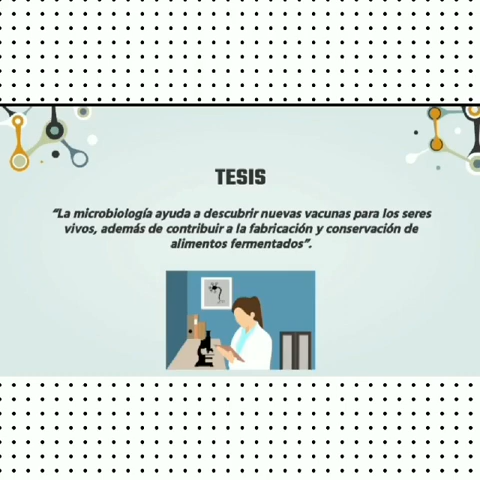 TESIS
“La microbiología ayuda a descubrir nuevas vacunas para los seres
vivos, además de contribuir a la fabricación y conservación de
alimentos fermentados”.